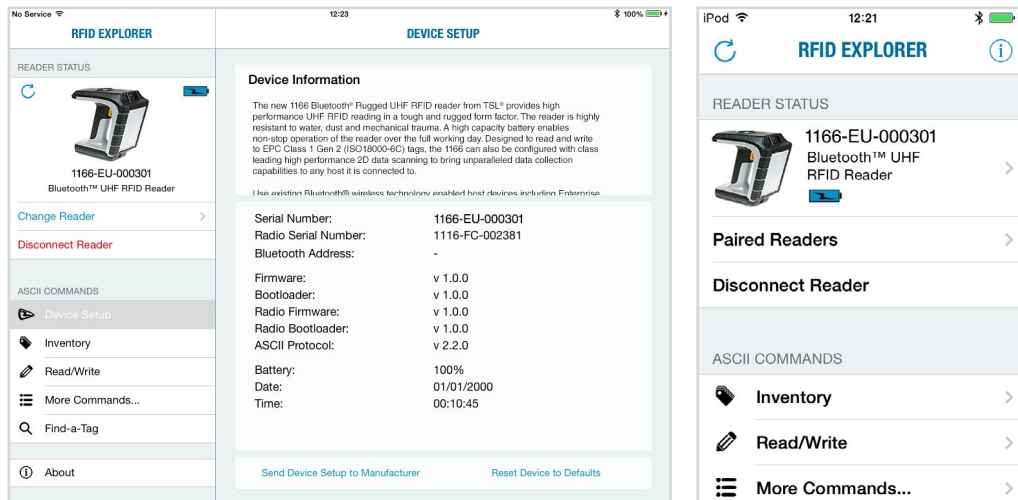 No Service
12:23
100%
RFID EXPLORER
DEVICE SETUP
READER STATUS
1166-EU-000301
Bluetooth™ UHF RFID Reader
Change Reader
Disconnect Reader
ASCII COMMANDS
Device Setup
Inventory
Read/Write
More Commands...
Find-a-Tag
About
Device Information
The new 1166 Bluetooth® Rugged UHF RFID reader from TSL® provides high
performance UHF RFID reading in a tough and rugged form factor. The reader is highly
resistant to water, dust and mechanical trauma. A high capacity battery enables
non-stop operation of the reader over the full working day. Designed to read and write
to EPC Class 1 Gen 2 (ISO18000-6C) tags, the 1166 can also be configured with class
leading high performance 2D data scanning to bring unparalleled data collection
capabilities to any host it is connected to.
Use existing Bluetooth® wireless technology enabled host devices including Enterprise
Serial Number: 1166-EU-000301
Radio Serial Number: 1116-FC-002381
Bluetooth Address: -
Firmware: v 1.0.0
Bootloader: v 1.0.0
Radio Firmware: v 1.0.0
Radio Bootloader: v 1.0.0
ASCII Protocol: v 2.2.0
Battery: 100%
Date: 01/01/2000
Time: 00:10:45
Send Device Setup to Manufacturer
Reset Device to Defaults
iPod
12:21
RFID EXPLORER
READER STATUS
1166-EU-000301
Bluetooth™ UHF
RFID Reader
Paired Readers
Disconnect Reader
ASCII COMMANDS
Inventory
Read/Write
More Commands...